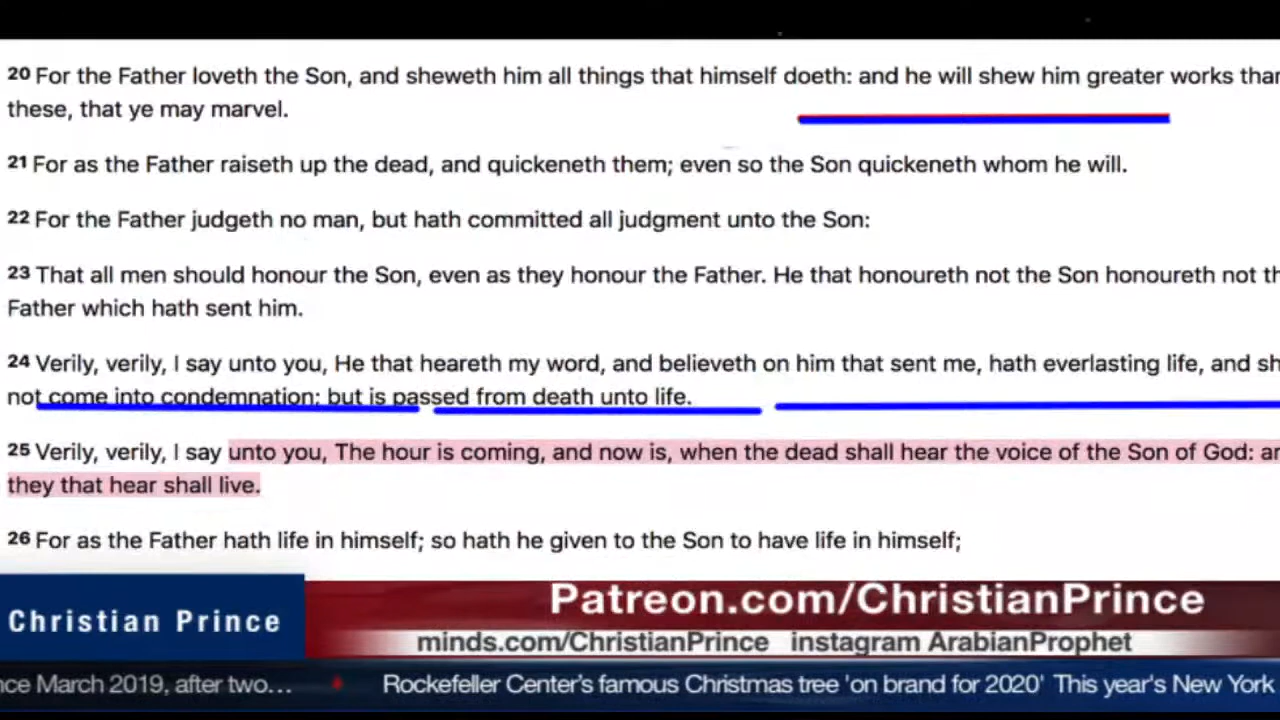 20 For the Father loveth the Son, and sheweth him all things that himself doeth: and he will shew him greater works than
these, that ye may marvel.
21 For as the Father raiseth up the dead, and quickeneth them; even so the Son quickeneth whom he will.
22 For the Father judgeth no man, but hath committed all judgment unto the Son:
23 That all men should honour the Son, even as they honour the Father. He that honoureth not the Son honoureth not th
Father which hath sent him.
24 Verily, verily, I say unto you, He that heareth my word, and believeth on him that sent me, hath everlasting life, and sh
not come into condemnation; but is passed from death unto life.
25 Verily, verily, I say unto you, The hour is coming, and now is, when the dead shall hear the voice of the Son of God: an
they that hear shall live.
26 For as the Father hath life in himself; so hath he given to the Son to have life in himself;
Patreon.com/ChristianPrince
Christian Prince
minds.com/ChristianPrince instagram ArabianProphet
nce March 2019, after two... Rockefeller Center's famous Christmas tree 'on brand for 2020' This year's New York